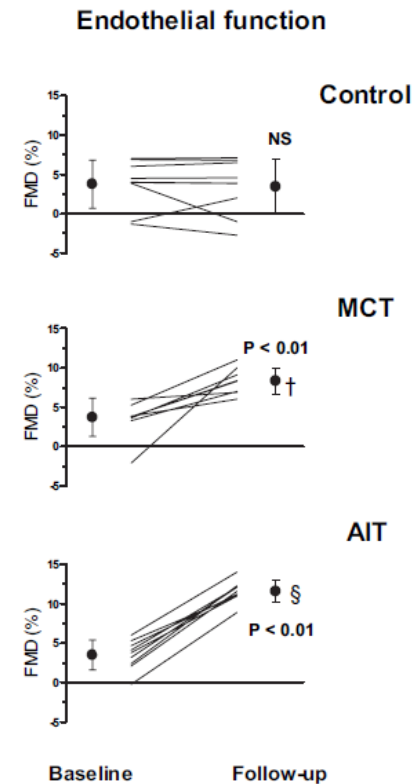 Endothelial function
Control
15
10
5
0
-5
FMD (%)
NS
MCT
15
10
5
0
-5
FMD (%)
P < 0.01
†
AIT
15
10
5
0
-5
FMD (%)
§
P < 0.01
Baseline Follow-up